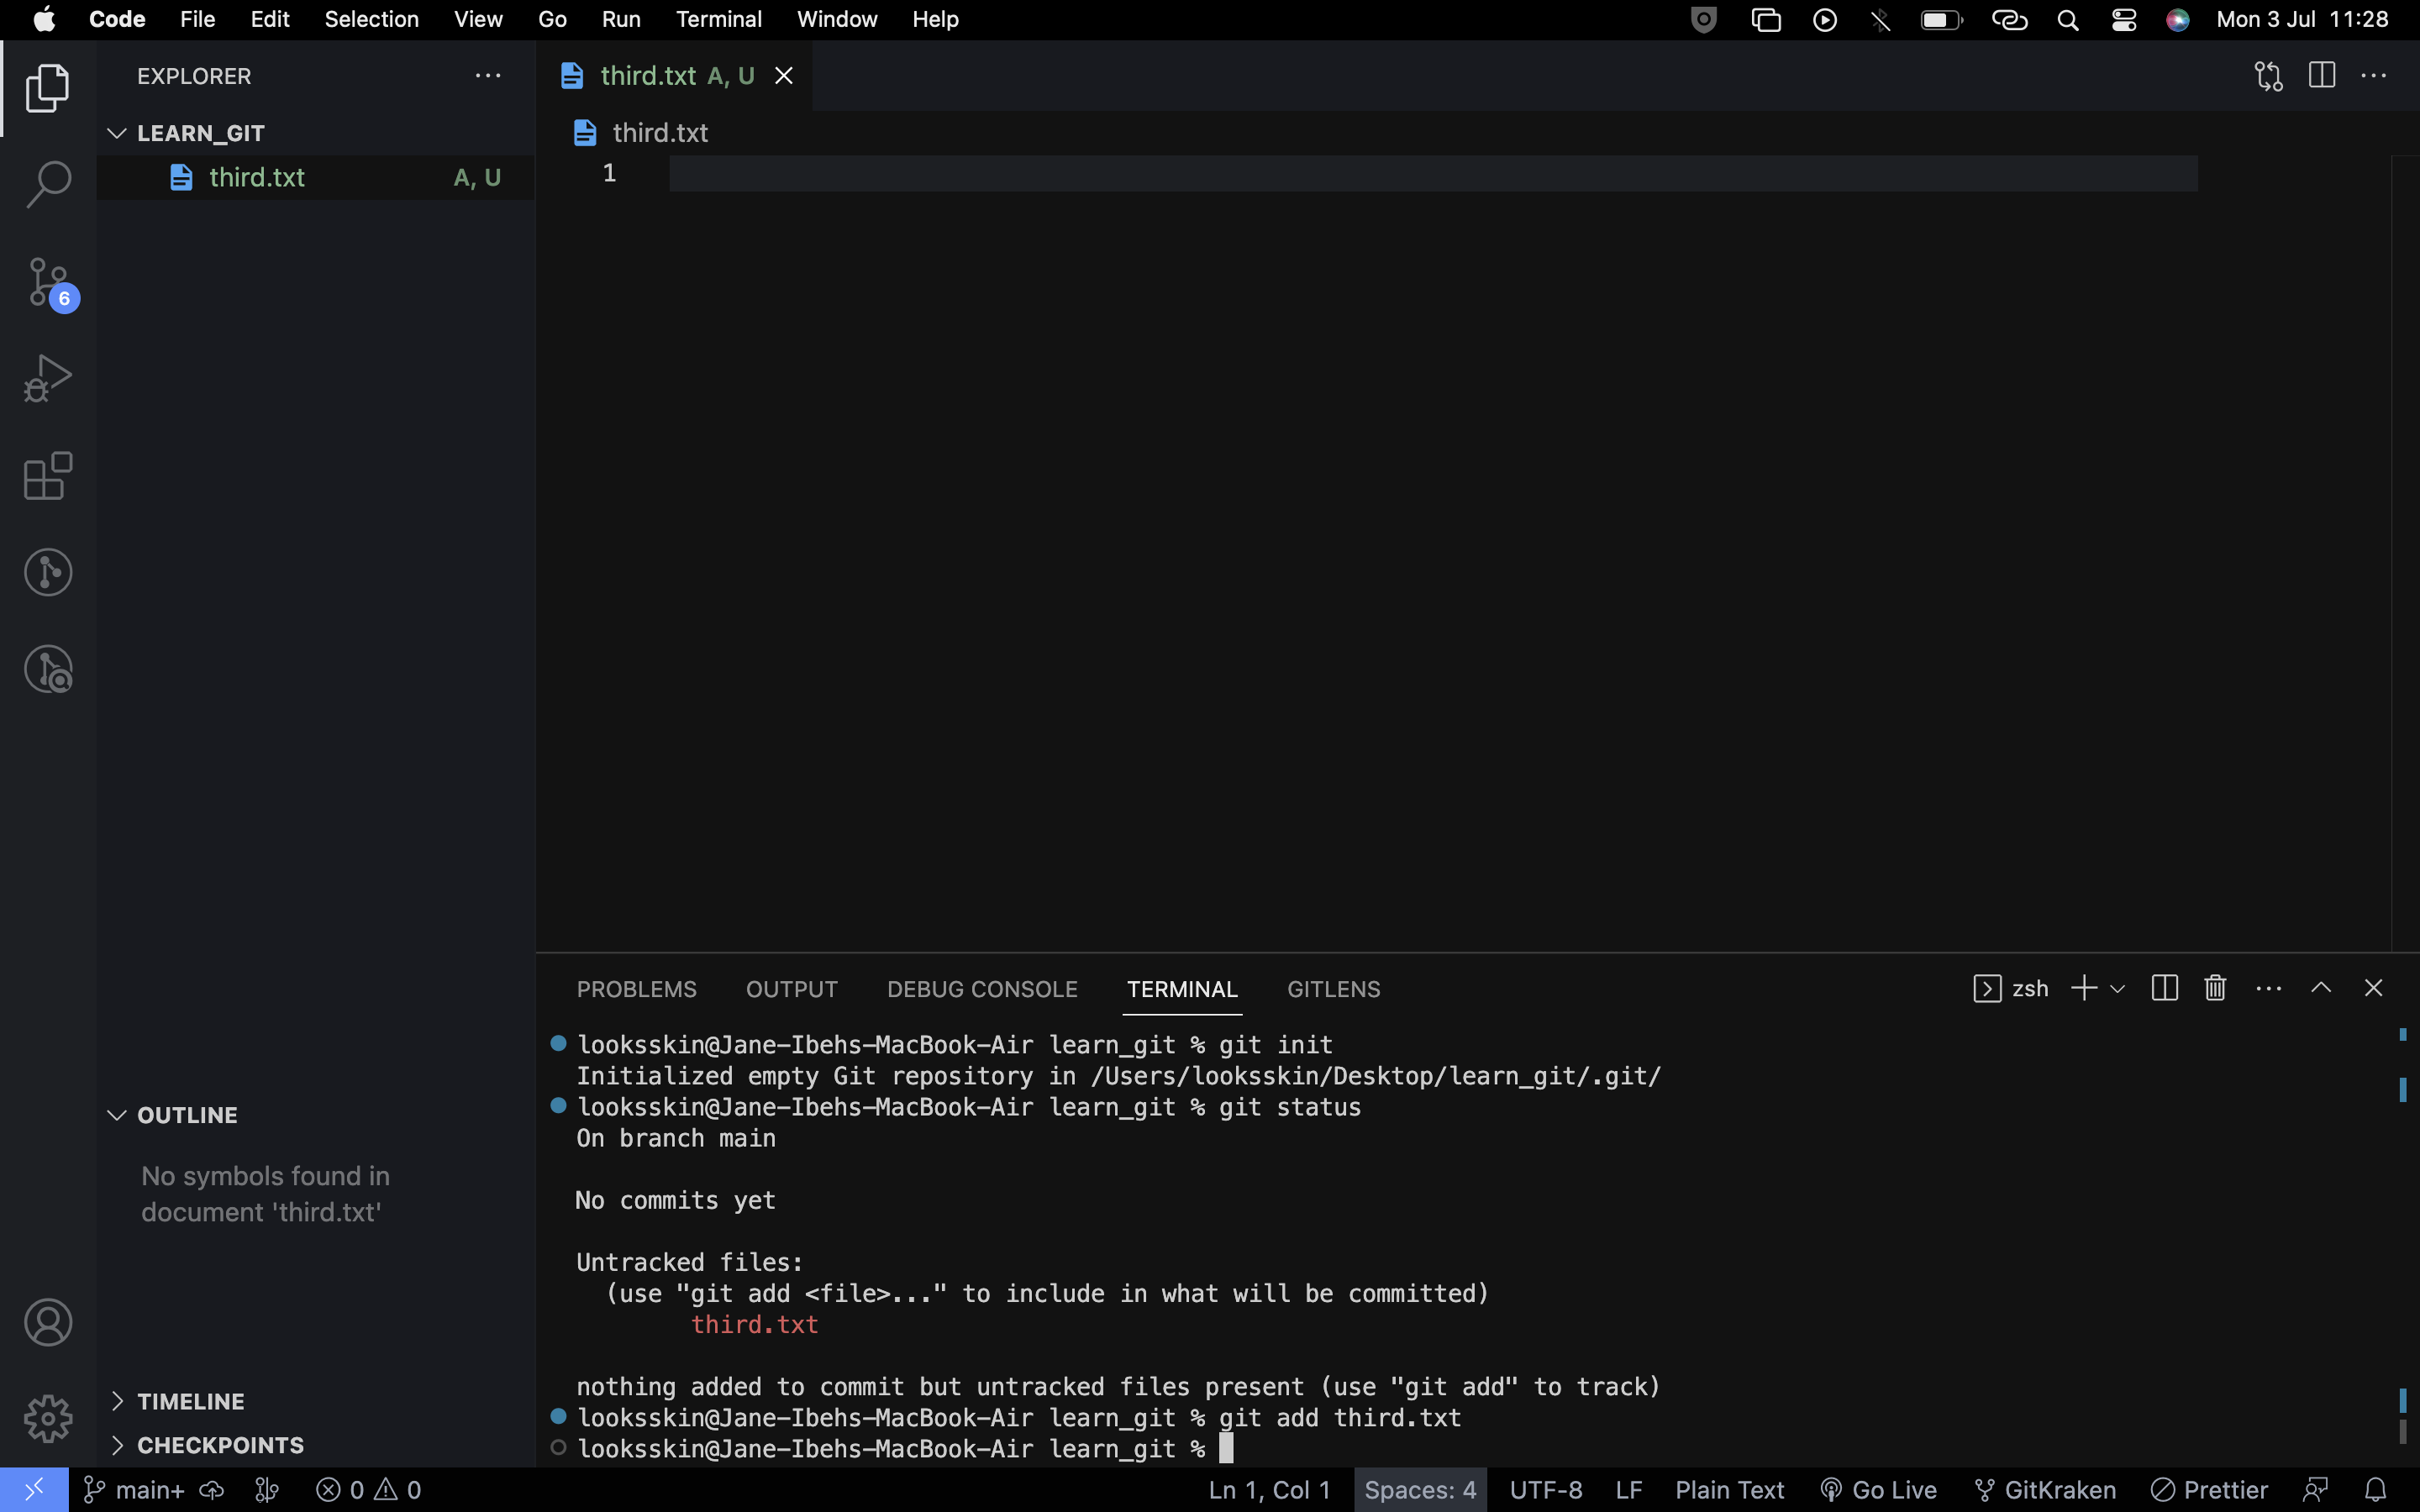 Code File Edit Selection View Go Run Terminal Window Help Mon 3 Jul 11:28
EXPLORER
LEARN_GIT
third.txt A, U
6
third.txt A, U
third.txt
1
OUTLINE
No symbols found in
document 'third.txt'
TIMELINE
CHECKPOINTS
PROBLEMS OUTPUT DEBUG CONSOLE TERMINAL GITLENS zsh
looksskin@Jane-Ibehs-MacBook-Air learn_git % git init
Initialized empty Git repository in /Users/looksskin/Desktop/learn_git/.git/
looksskin@Jane-Ibehs-MacBook-Air learn_git % git status
On branch main
No commits yet
Untracked files:
(use "git add <file>..." to include in what will be committed)
third.txt
nothing added to commit but untracked files present (use "git add" to track)
looksskin@Jane-Ibehs-MacBook-Air learn_git % git add third.txt
looksskin@Jane-Ibehs-MacBook-Air learn_git %
main+ 0 0 Ln 1, Col 1 Spaces: 4 UTF-8 LF Plain Text Go Live GitKraken Prettier